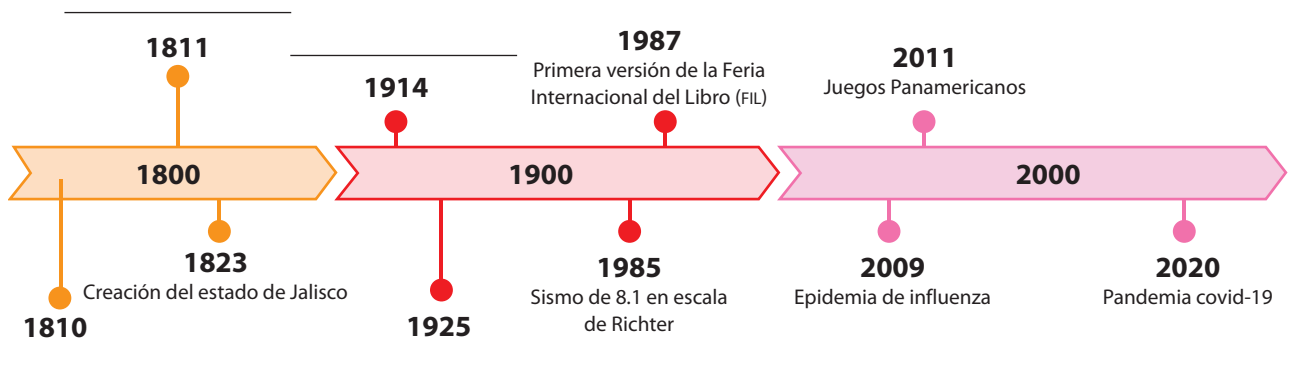 1811
1914
1987
Primera versión de la Feria
Internacional del Libro (FIL)
2011
Juegos Panamericanos
1800
1900
2000
1810
1823
Creación del estado de Jalisco
1925
1985
Sismo de 8.1 en escala
de Richter
2009
Epidemia de influenza
2020
Pandemia covid-19